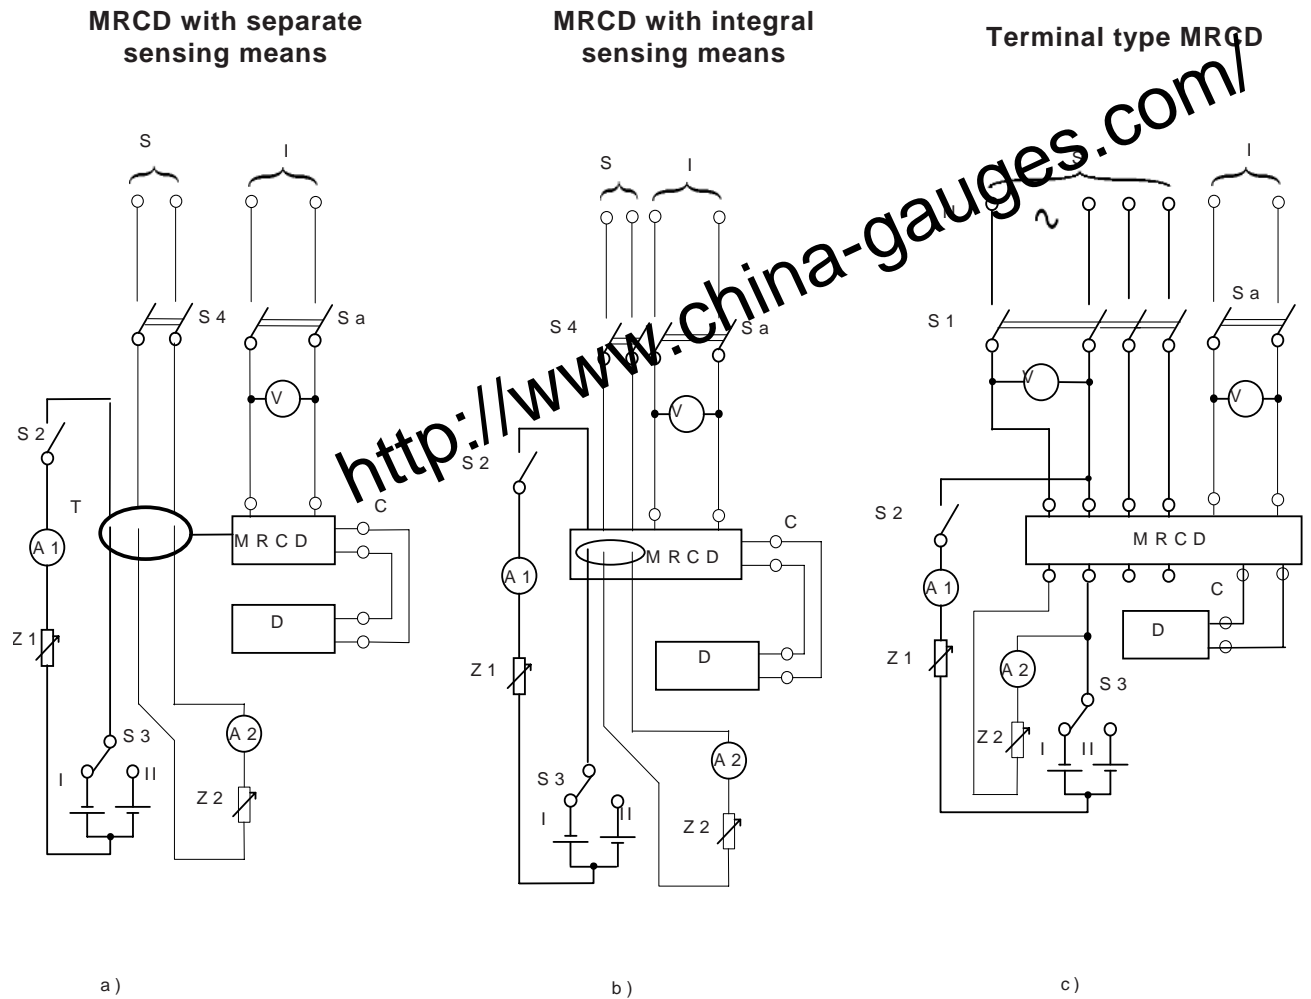 MRCD with separate
sensing means
MRCD with integral
sensing means
Terminal type MRCD
S
I
S 4
S a
V
S 2
T
C
A 1
M R C D
D
Z 1
S 3
A 2
I
II
Z 2
a )
S
I
S 4
S a
V
S 2
C
A 1
M R C D
D
Z 1
S 3
A 2
I
II
Z 2
b )
S
I
N
S 1
S a
V
V
S 2
M R C D
A 1
C
D
Z 1
A 2
S 3
Z 2
I
II
c )
http://www.china-gauges.com/